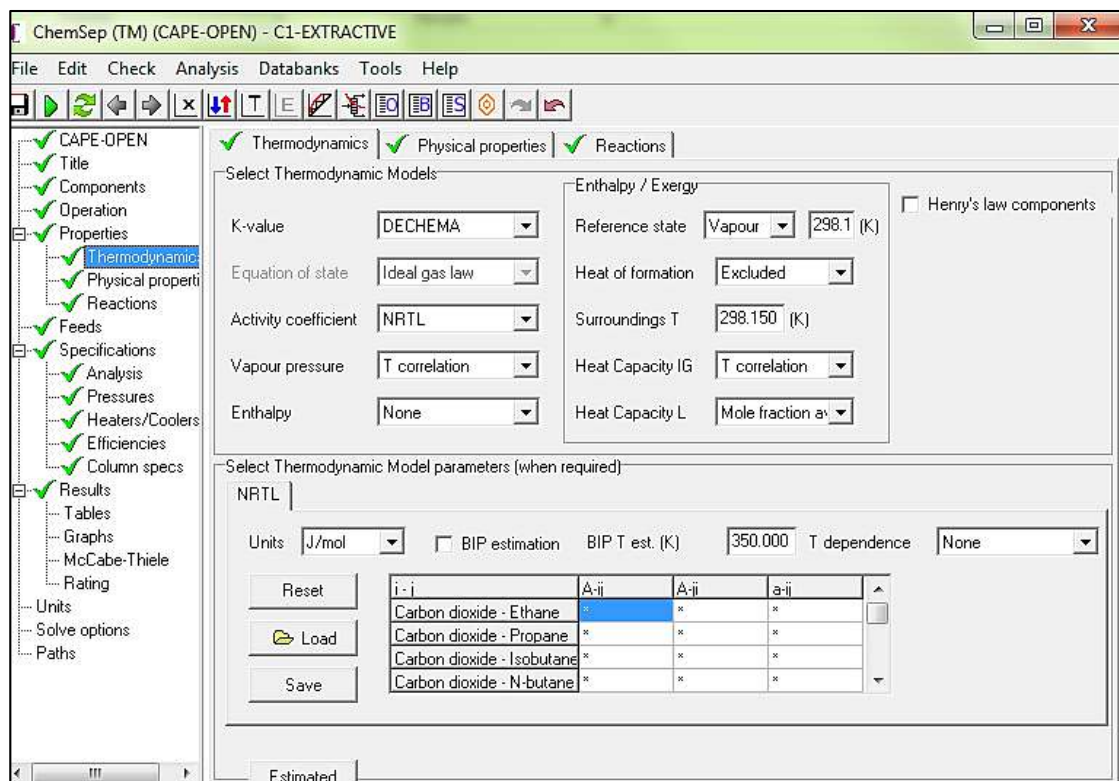 ChemSep (TM) (CAPE-OPEN) - C1-EXTRACTIVE
File Edit Check Analysis Databanks Tools Help
CAPE-OPEN
Title
Components
Operation
Properties
Thermodynamic
Physical properti
Reactions
Feeds
Specifications
Analysis
Pressures
Heaters/Coolers
Efficiencies
Column specs
Results
Tables
Graphs
McCabe-Thiele
Rating
Units
Solve options
Paths
Thermodynamics Physical properties Reactions
Select Thermodynamic Models
K-value DECHEMA
Equation of state Ideal gas law
Activity coefficient NRTL
Vapour pressure T correlation
Enthalpy None
Enthalpy / Exergy
Reference state Vapour 298.1 (K)
Heat of formation Excluded
Surroundings T 298.150 (K)
Heat Capacity IG T correlation
Heat Capacity L Mole fraction av
Henry's law components
Select Thermodynamic Model parameters (when required)
NRTL
Units J/mol BIP estimation BIP T est. (K) 350.000 T dependence None
Reset
Load
Save
i - j A-ij A-ji a-ij
Carbon dioxide - Ethane * * *
Carbon dioxide - Propane * * *
Carbon dioxide - Isobutane * * *
Carbon dioxide - N-butane * * *
Estimated